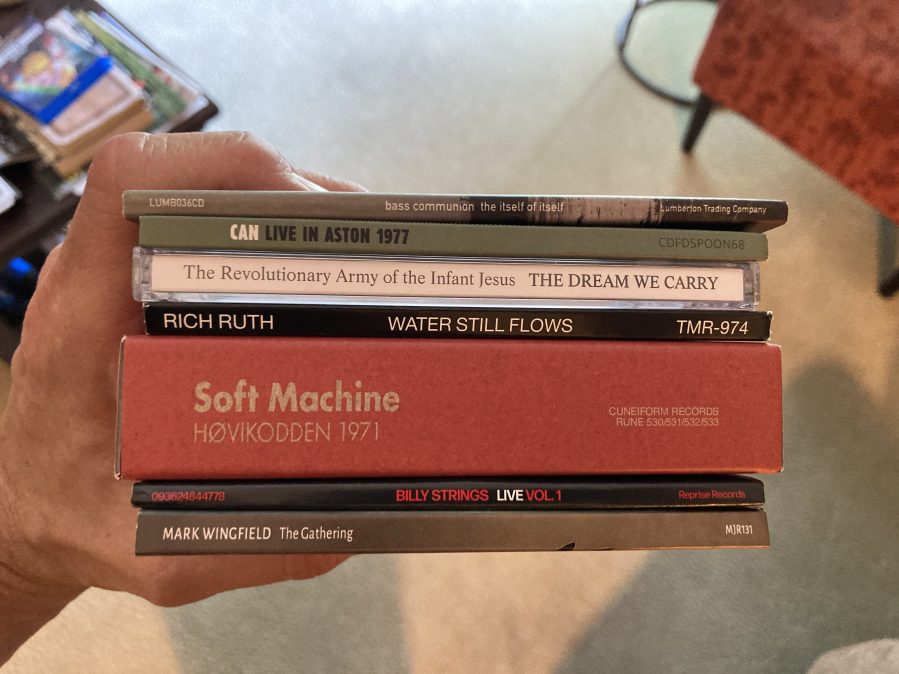 LUMB036CD bass communion the itself of itself Lumberton Trading Company
CAN LIVE IN ASTON 1977 CDFDSPOON68
The Revolutionary Army of the Infant Jesus THE DREAM WE CARRY
RICH RUTH WATER STILL FLOWS TMR-974
Soft Machine
HØVIKODDEN 1971
CUNEIFORM RECORDS
RUNE 530/531/532/533
093624844778 BILLY STRINGS LIVE VOL. 1 Reprise Records
MARK WINGFIELD The Gathering MJR131